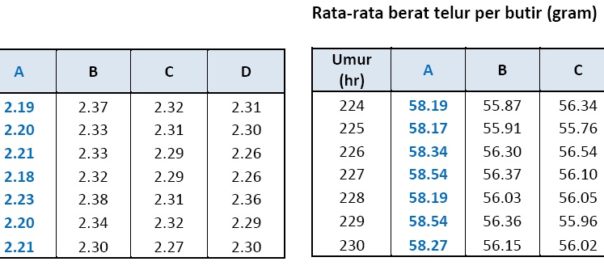 Rata-rata berat telur per butir (gram)
A B C D
2.19 2.37 2.32 2.31
2.20 2.33 2.31 2.30
2.21 2.33 2.29 2.26
2.18 2.32 2.29 2.26
2.23 2.38 2.31 2.36
2.20 2.34 2.32 2.29
2.21 2.30 2.27 2.30
Umur
(hr) A B C
224 58.19 55.87 56.34
225 58.17 55.91 55.76
226 58.34 56.30 56.54
227 58.54 56.37 56.10
228 58.19 56.03 56.05
229 58.54 56.36 55.96
230 58.27 56.15 56.02